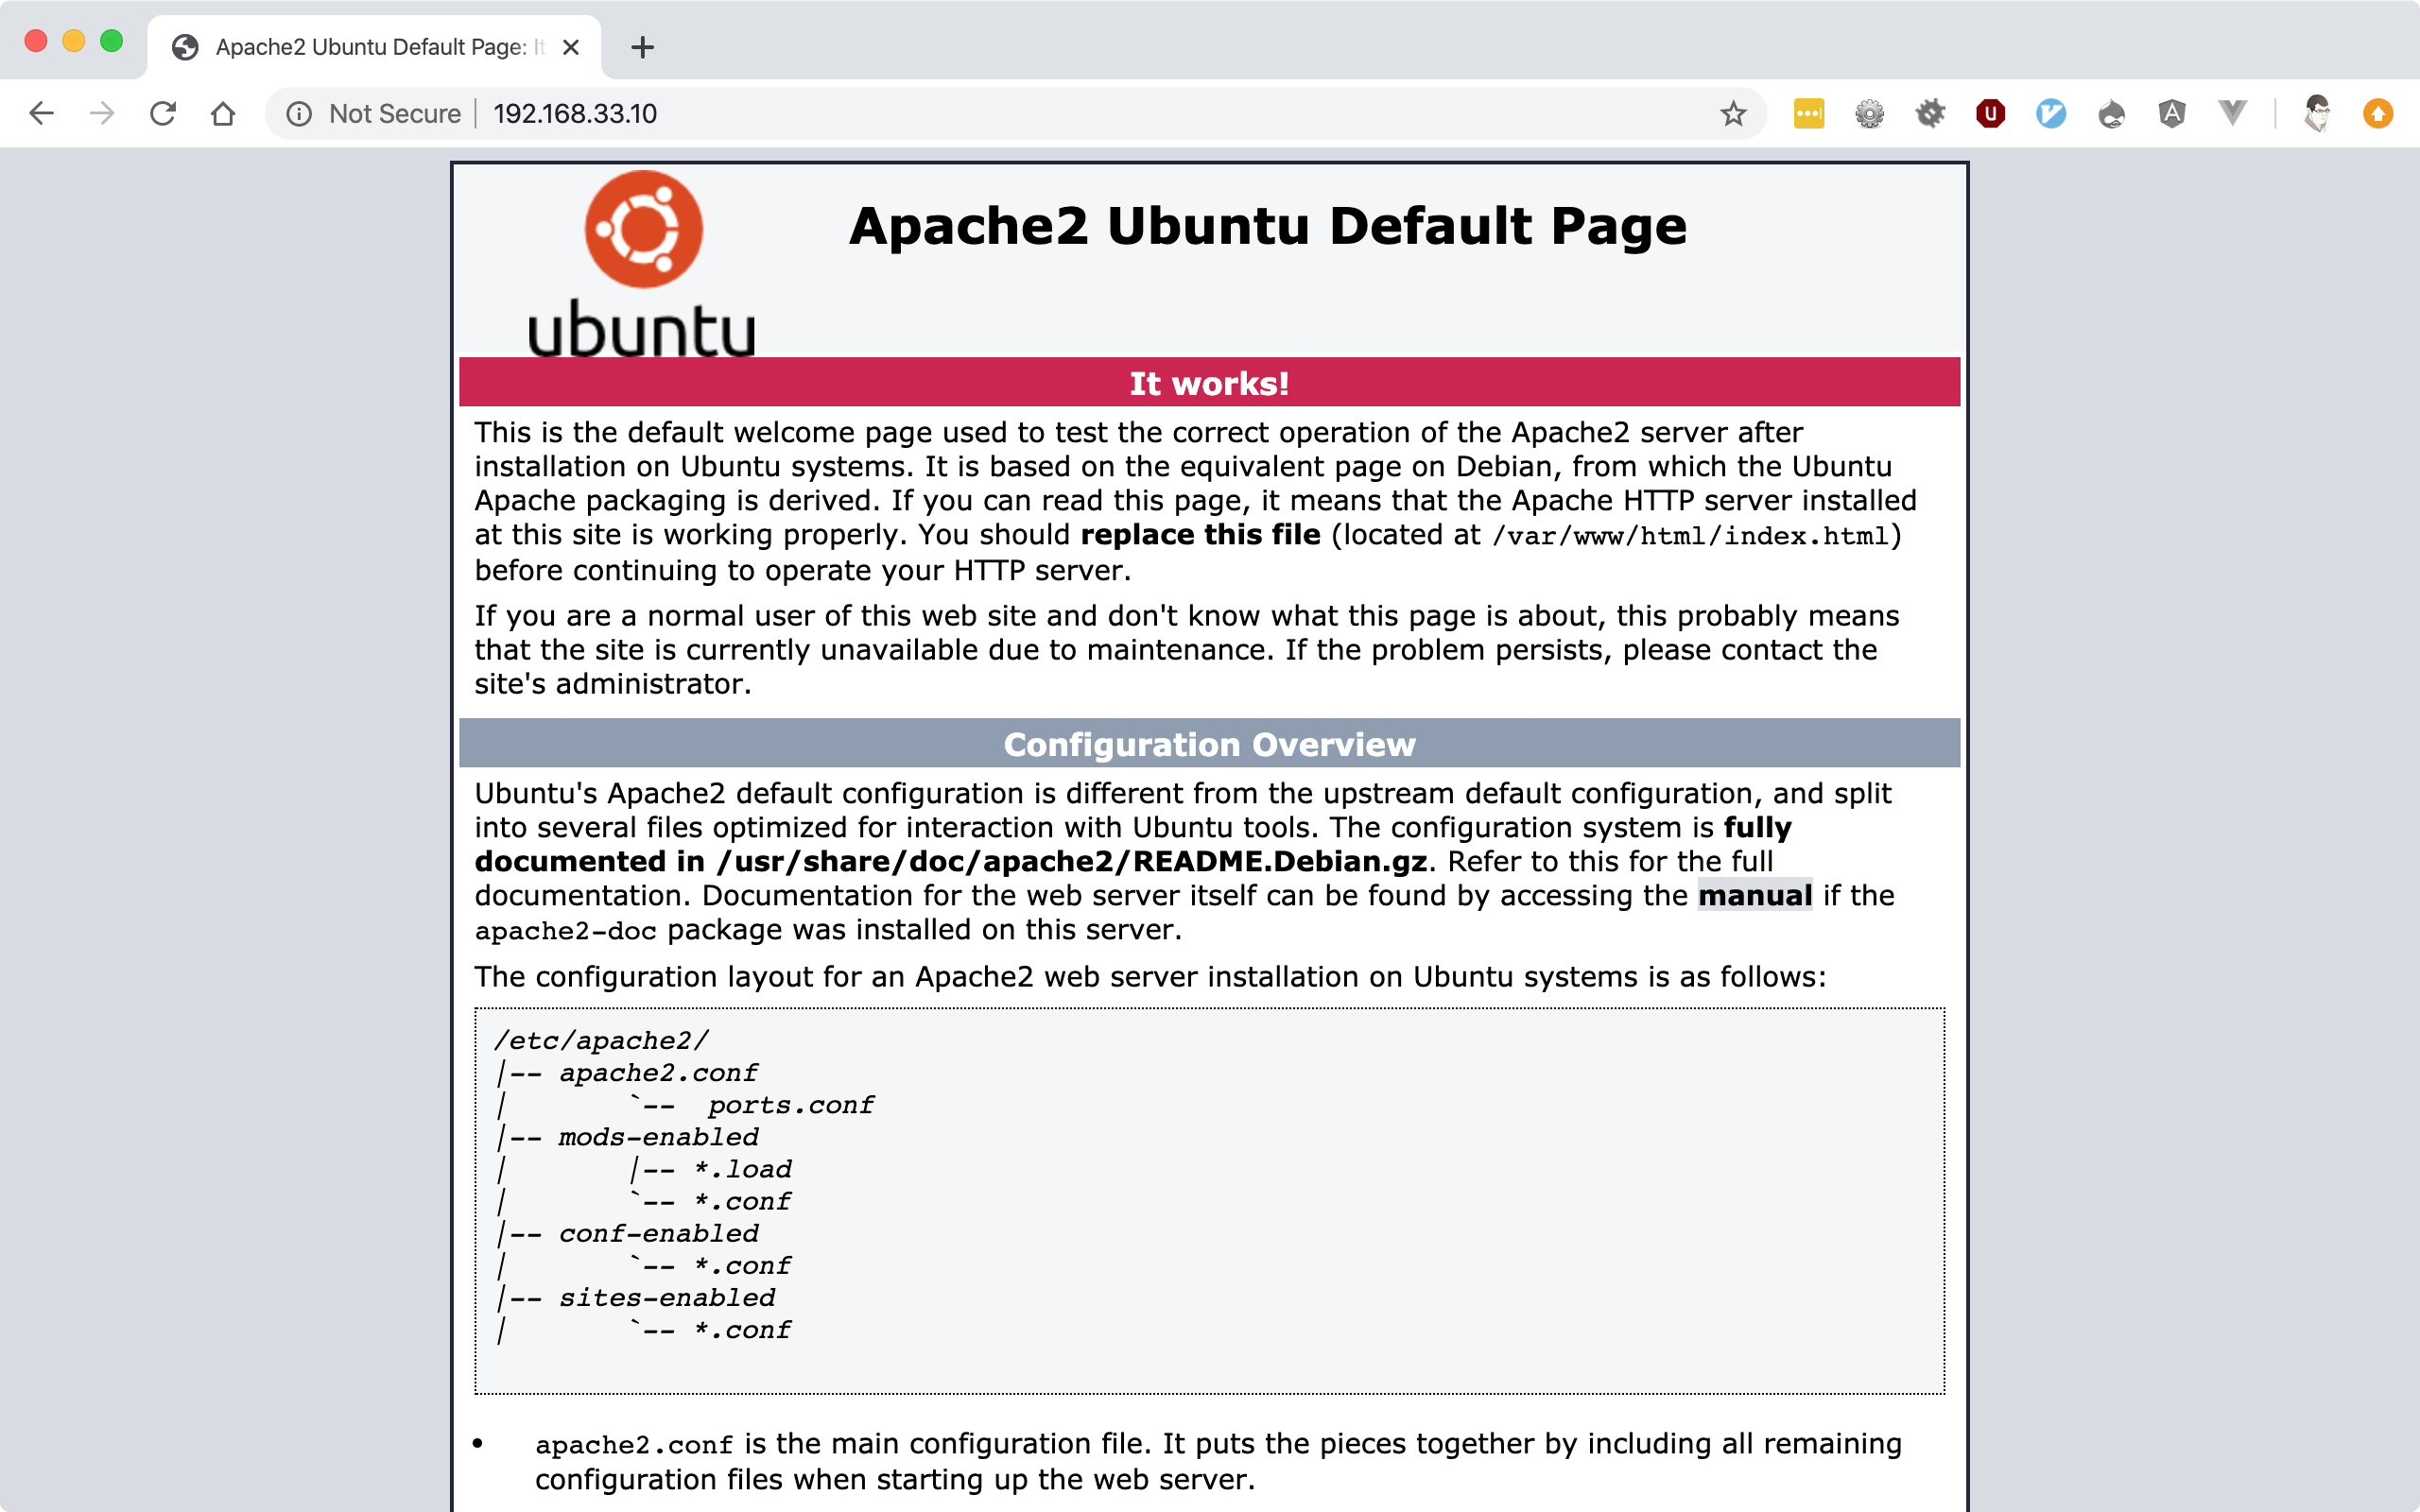 Apache2 Ubuntu Default Page: It
Not Secure 192.168.33.10
ubuntu
Apache2 Ubuntu Default Page
It works!
This is the default welcome page used to test the correct operation of the Apache2 server after
installation on Ubuntu systems. It is based on the equivalent page on Debian, from which the Ubuntu
Apache packaging is derived. If you can read this page, it means that the Apache HTTP server installed
at this site is working properly. You should replace this file (located at /var/www/html/index.html)
before continuing to operate your HTTP server.
If you are a normal user of this web site and don't know what this page is about, this probably means
that the site is currently unavailable due to maintenance. If the problem persists, please contact the
site's administrator.
Configuration Overview
Ubuntu's Apache2 default configuration is different from the upstream default configuration, and split
into several files optimized for interaction with Ubuntu tools. The configuration system is fully
documented in /usr/share/doc/apache2/README.Debian.gz. Refer to this for the full
documentation. Documentation for the web server itself can be found by accessing the manual if the
apache2-doc package was installed on this server.
The configuration layout for an Apache2 web server installation on Ubuntu systems is as follows:
/etc/apache2/
|-- apache2.conf
|       `--  ports.conf
|-- mods-enabled
|       |-- *.load
|       `-- *.conf
|-- conf-enabled
|       `-- *.conf
|-- sites-enabled
|       `-- *.conf
• apache2.conf is the main configuration file. It puts the pieces together by including all remaining
configuration files when starting up the web server.